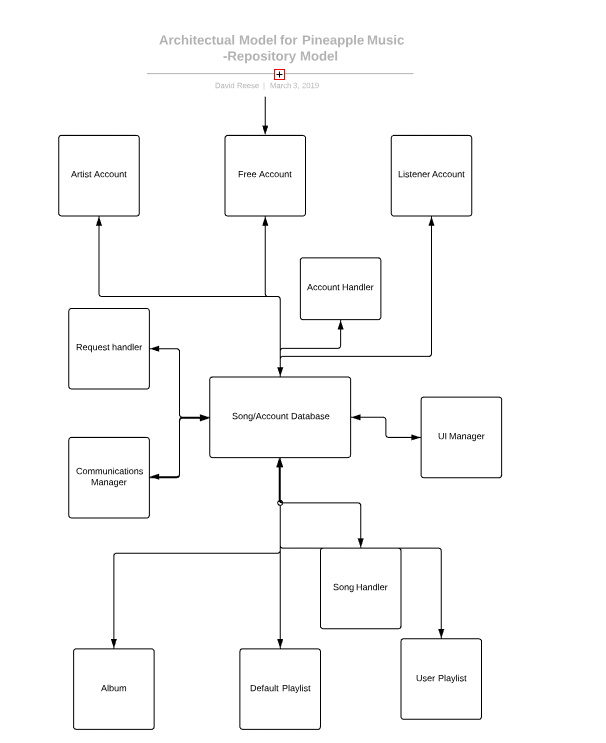 Architectual Model for Pineapple Music
-Repository Model
David Reese | March 3, 2019
Artist Account
Free Account
Listener Account
Account Handler
Request handler
Song/Account Database
UI Manager
Communications
Manager
Song Handler
Album
Default Playlist
User Playlist